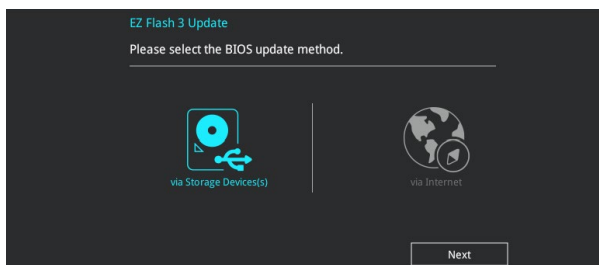 EZ Flash 3 Update
Please select the BIOS update method.
via Storage Devices(s)
via Internet
Next